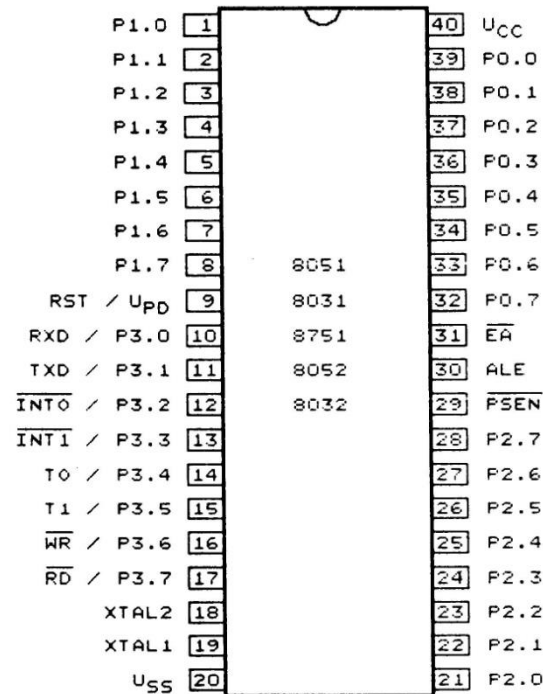 P1.0 1 40 UCC
P1.1 2 39 P0.0
P1.2 3 38 P0.1
P1.3 4 37 P0.2
P1.4 5 36 P0.3
P1.5 6 35 P0.4
P1.6 7 34 P0.5
P1.7 8 8051 33 P0.6
RST / UPD 9 8031 32 P0.7
RXD / P3.0 10 8751 31 E̅A̅
TXD / P3.1 11 8052 30 ALE
I̅N̅T̅0̅ / P3.2 12 8032 29 P̅S̅E̅N̅
I̅N̅T̅1̅ / P3.3 13 28 P2.7
T0 / P3.4 14 27 P2.6
T1 / P3.5 15 26 P2.5
W̅R̅ / P3.6 16 25 P2.4
R̅D̅ / P3.7 17 24 P2.3
XTAL2 18 23 P2.2
XTAL1 19 22 P2.1
USS 20 21 P2.0